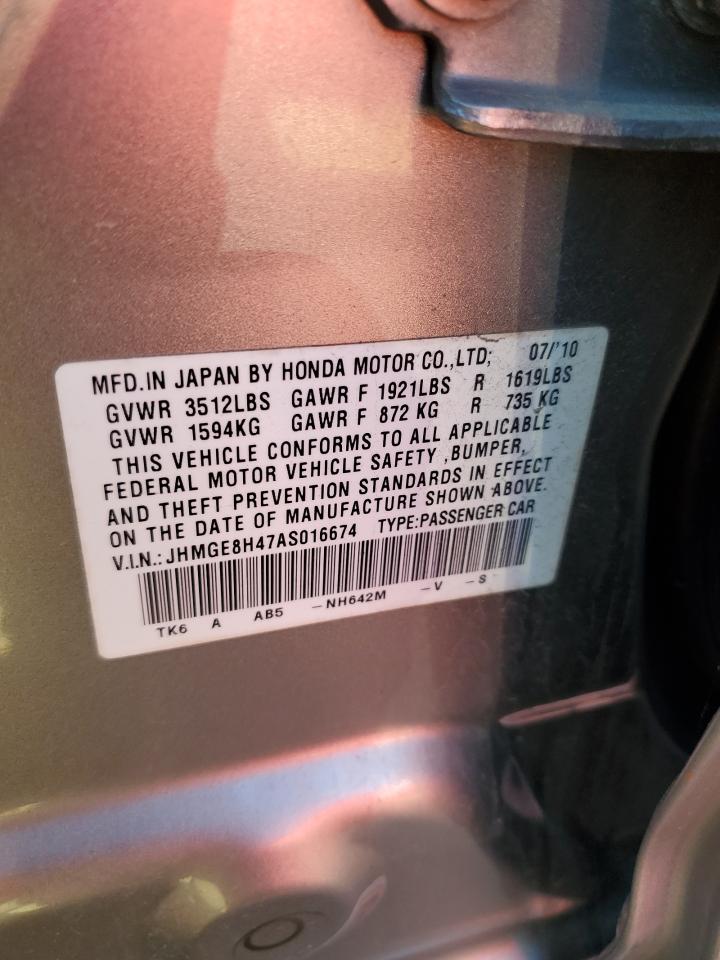 MFD.IN JAPAN BY HONDA MOTOR CO.,LTD; 07/'10
GVWR 3512LBS GAWR F 1921LBS R 1619LBS
GVWR 1594KG GAWR F 872 KG R 735 KG
THIS VEHICLE CONFORMS TO ALL APPLICABLE
FEDERAL MOTOR VEHICLE SAFETY ,BUMPER,
AND THEFT PREVENTION STANDARDS IN EFFECT
ON THE DATE OF MANUFACTURE SHOWN ABOVE.
V.I.N.: JHMGE8H47AS016674 TYPE:PASSENGER CAR
TK6 A AB5 -NH642M -V -S